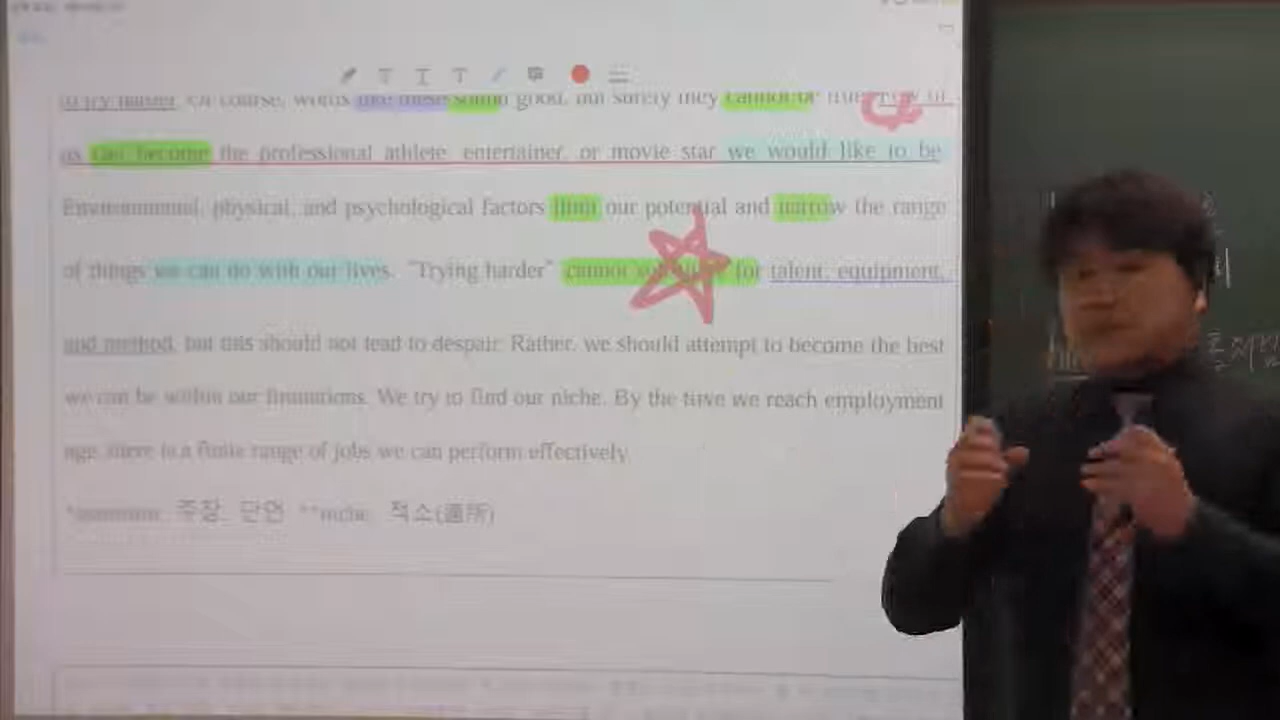 to try harder. Of course, words like these sound good, but surely they cannot be true. Few of
us can become the professional athlete, entertainer, or movie star we would like to be.
Environmental, physical, and psychological factors limit our potential and narrow the range
of things we can do with our lives. "Trying harder" cannot substitute for talent, equipment,
and method, but this should not lead to despair. Rather, we should attempt to become the best
we can be within our limitations. We try to find our niche. By the time we reach employment
age, there is a finite range of jobs we can perform effectively.
주장, 단언 **niche: 적소(適所)